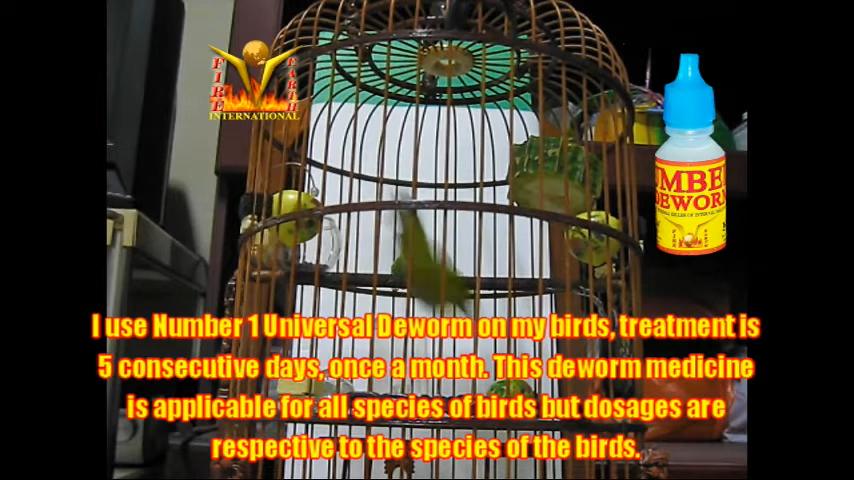 FIRE
EARTH
INTERNATIONAL
UMBE
DEWOR
I use Number 1 Universal Deworm on my birds, treatment is
5 consecutive days, once a month. This deworm medicine
is applicable for all species of birds but dosages are
respective to the species of the birds.